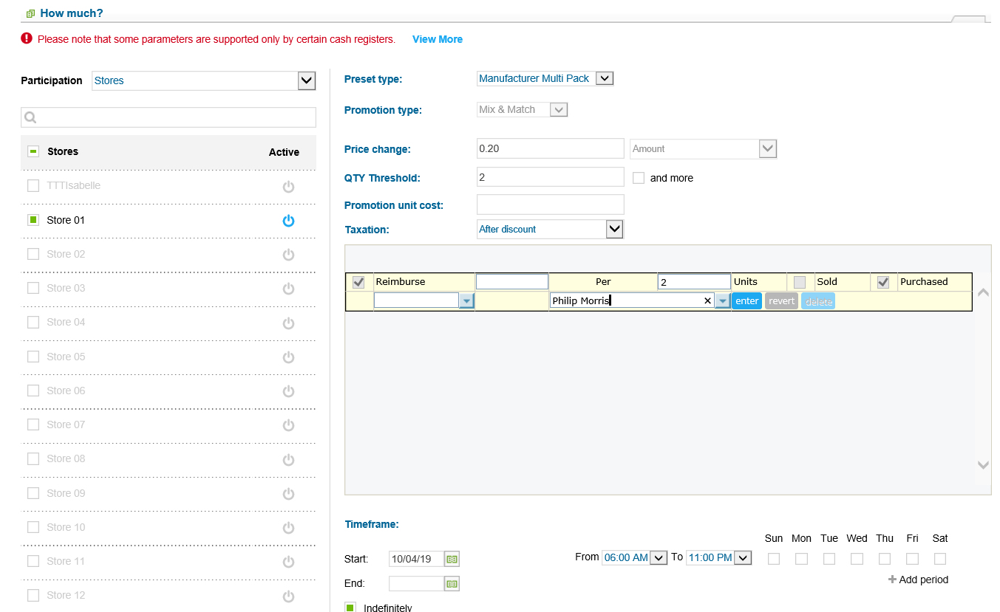 How much?
Please note that some parameters are supported only by certain cash registers. View More
Participation Stores
Stores Active
TTTIsabelle
Store 01
Store 02
Store 03
Store 04
Store 05
Store 06
Store 07
Store 08
Store 09
Store 10
Store 11
Store 12
Preset type: Manufacturer Multi Pack
Promotion type: Mix & Match
Price change: 0.20 Amount
QTY Threshold: 2 and more
Promotion unit cost:
Taxation: After discount
Reimburse Per 2 Units Sold Purchased
Philip Morris × enter revert delete
Timeframe:
Sun Mon Tue Wed Thu Fri Sat
Start: 10/04/19 From 06:00 AM To 11:00 PM
Add period
End:
Indefinitely